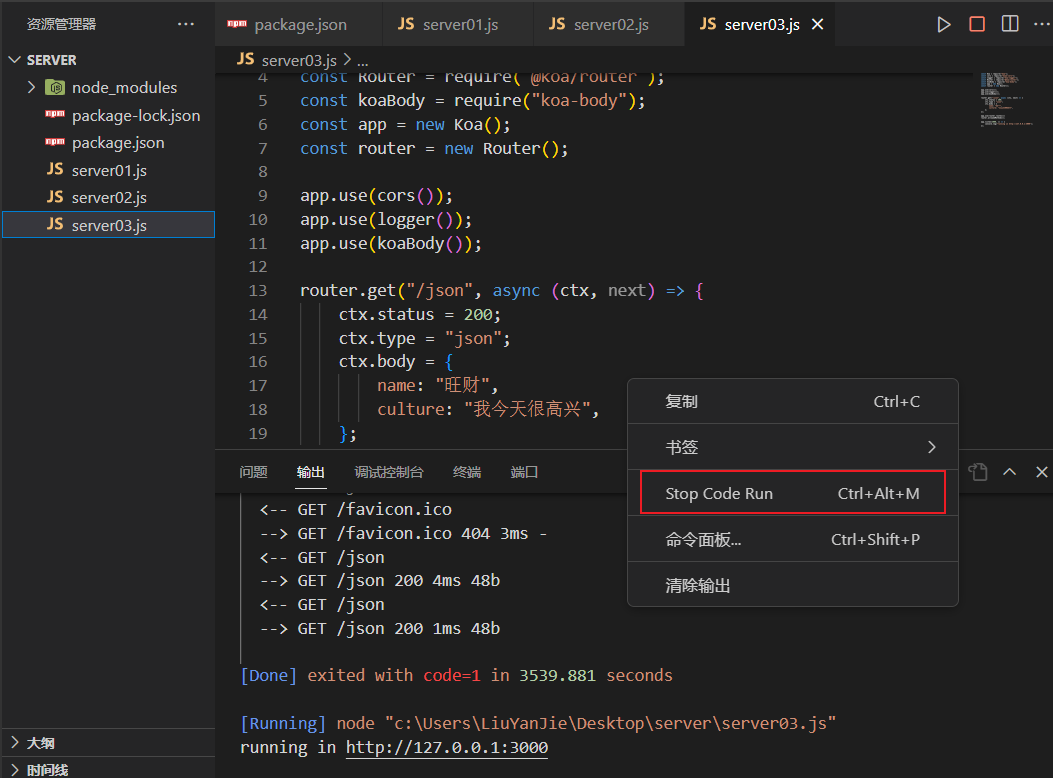 资源管理器 ···
SERVER
node_modules
npm package-lock.json
npm package.json
JS server01.js
JS server02.js
JS server03.js
大纲
时间线
npm package.json
JS server01.js
JS server02.js
JS server03.js ×
JS server03.js > ...
4 const Router = require("@koa/router");
5 const koaBody = require("koa-body");
6 const app = new Koa();
7 const router = new Router();
8
9 app.use(cors());
10 app.use(logger());
11 app.use(koaBody());
12
13 router.get("/json", async (ctx, next) => {
14 ctx.status = 200;
15 ctx.type = "json";
16 ctx.body = {
17 name: "旺财",
18 culture: "我今天很高兴",
19 };
问题 输出 调试控制台 终端 端口
<-- GET /favicon.ico
--> GET /favicon.ico 404 3ms -
<-- GET /json
--> GET /json 200 4ms 48b
<-- GET /json
--> GET /json 200 1ms 48b
[Done] exited with code=1 in 3539.881 seconds
[Running] node "c:\Users\LiuYanJie\Desktop\server\server03.js"
running in http://127.0.0.1:3000
复制 Ctrl+C
书签
Stop Code Run Ctrl+Alt+M
命令面板... Ctrl+Shift+P
清除输出